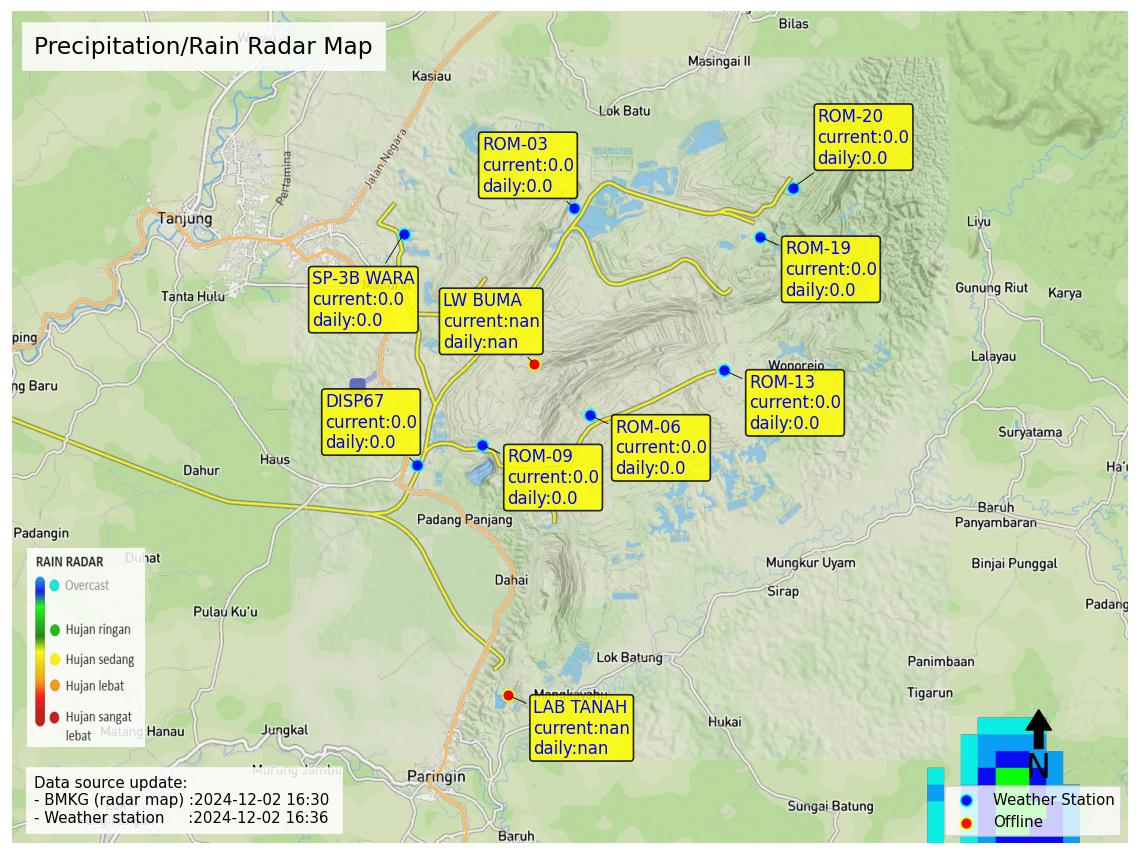 Precipitation/Rain Radar Map
Bilas
Masingai II
Kasiau
Lok Batu
Jalan Negara
Pertamina
Tanjung
Tanta Hulu
ROM-03
current:0.0
daily:0.0
ROM-20
current:0.0
daily:0.0
ROM-19
current:0.0
daily:0.0
SP-3B WARA
current:0.0
daily:0.0
LW BUMA
current:nan
daily:nan
Liyu
Gunung Riut
Karya
Lalayau
ping
ng Baru
Wonorejo
ROM-13
current:0.0
daily:0.0
DISP67
current:0.0
daily:0.0
ROM-06
current:0.0
daily:0.0
ROM-09
current:0.0
daily:0.0
Suryatama
Ha'u
Dahur
Haus
Padang Panjang
Baruh
Panyambaran
Padangin
Duhat
Binjai Punggal
Mungkur Uyam
Sirap
Dahai
Padang
Pulau Ku'u
RAIN RADAR
Overcast
Hujan ringan
Hujan sedang
Hujan lebat
Hujan sangat
lebat
Lok Batung
Panimbaan
Tigarun
Mangkayahu
LAB TANAH
current:nan
daily:nan
Hukai
Matang Hanau
Jungkal
Murung Jambu
Paringin
Sungai Batung
Baruh
Data source update:
- BMKG (radar map) :2024-12-02 16:30
- Weather station :2024-12-02 16:36
N
Weather Station
Offline